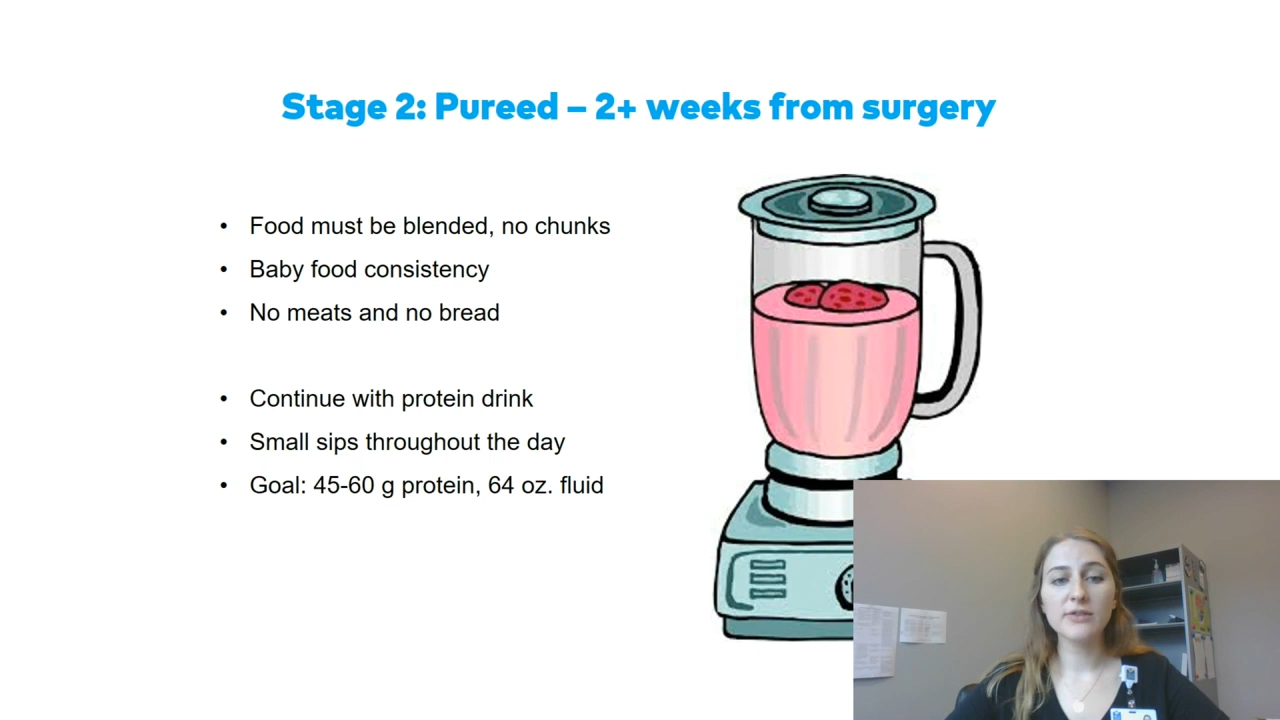 Stage 2: Pureed – 2+ weeks from surgery
• Food must be blended, no chunks
• Baby food consistency
• No meats and no bread
• Continue with protein drink
• Small sips throughout the day
• Goal: 45-60 g protein, 64 oz. fluid